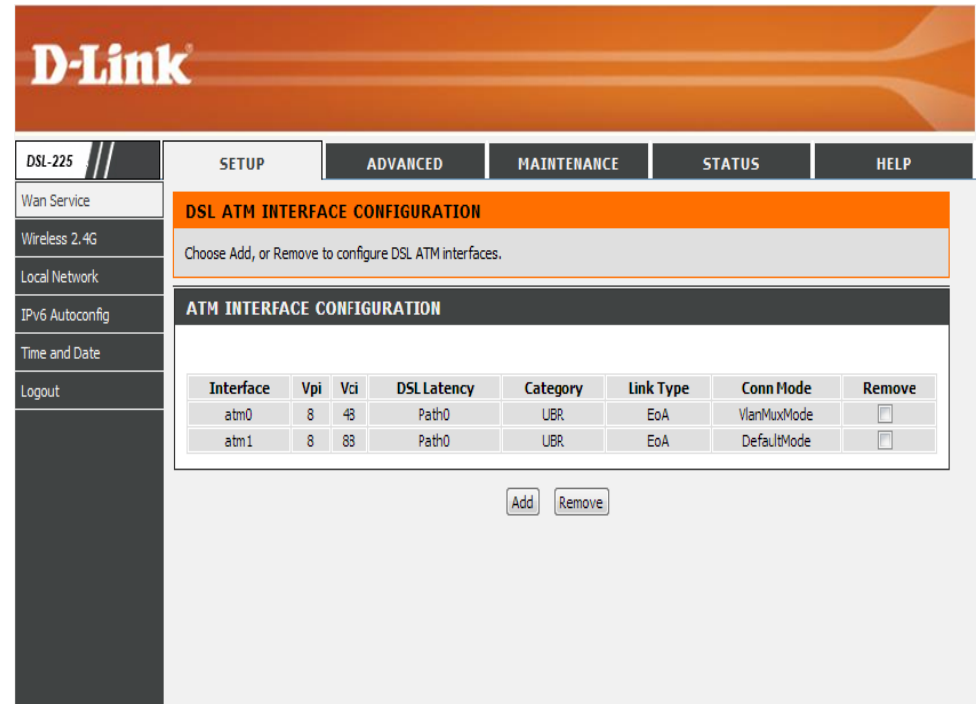 D-Link
DSL-225
SETUP ADVANCED MAINTENANCE STATUS HELP
Wan Service
Wireless 2.4G
Local Network
IPv6 Autoconfig
Time and Date
Logout
DSL ATM INTERFACE CONFIGURATION
Choose Add, or Remove to configure DSL ATM interfaces.
ATM INTERFACE CONFIGURATION
Interface Vpi Vci DSL Latency Category Link Type Conn Mode Remove
atm0 8 48 Path0 UBR EoA VlanMuxMode
atm1 8 88 Path0 UBR EoA DefaultMode
Add Remove